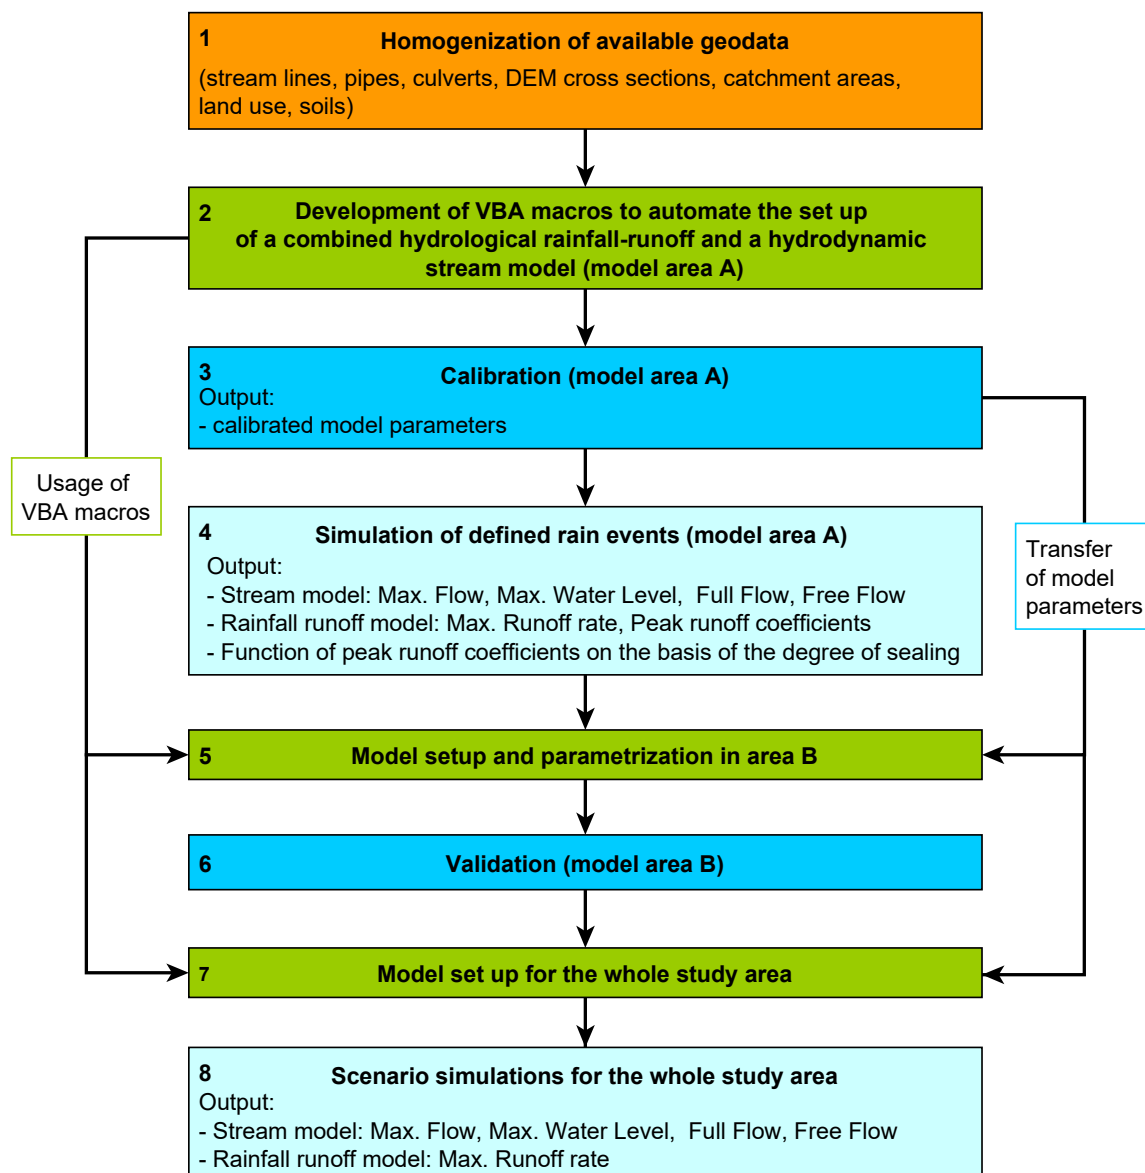 1
Homogenization of available geodata
(stream lines, pipes, culverts, DEM cross sections, catchment areas,
land use, soils)
2
Development of VBA macros to automate the set up
of a combined hydrological rainfall-runoff and a hydrodynamic
stream model (model area A)
3
Calibration (model area A)
Output:
- calibrated model parameters
Usage of
VBA macros
4
Simulation of defined rain events (model area A)
Output:
- Stream model: Max. Flow, Max. Water Level, Full Flow, Free Flow
- Rainfall runoff model: Max. Runoff rate, Peak runoff coefficients
- Function of peak runoff coefficients on the basis of the degree of sealing
Transfer
of model
parameters
5
Model setup and parametrization in area B
6
Validation (model area B)
7
Model set up for the whole study area
8
Scenario simulations for the whole study area
Output:
- Stream model: Max. Flow, Max. Water Level, Full Flow, Free Flow
- Rainfall runoff model: Max. Runoff rate